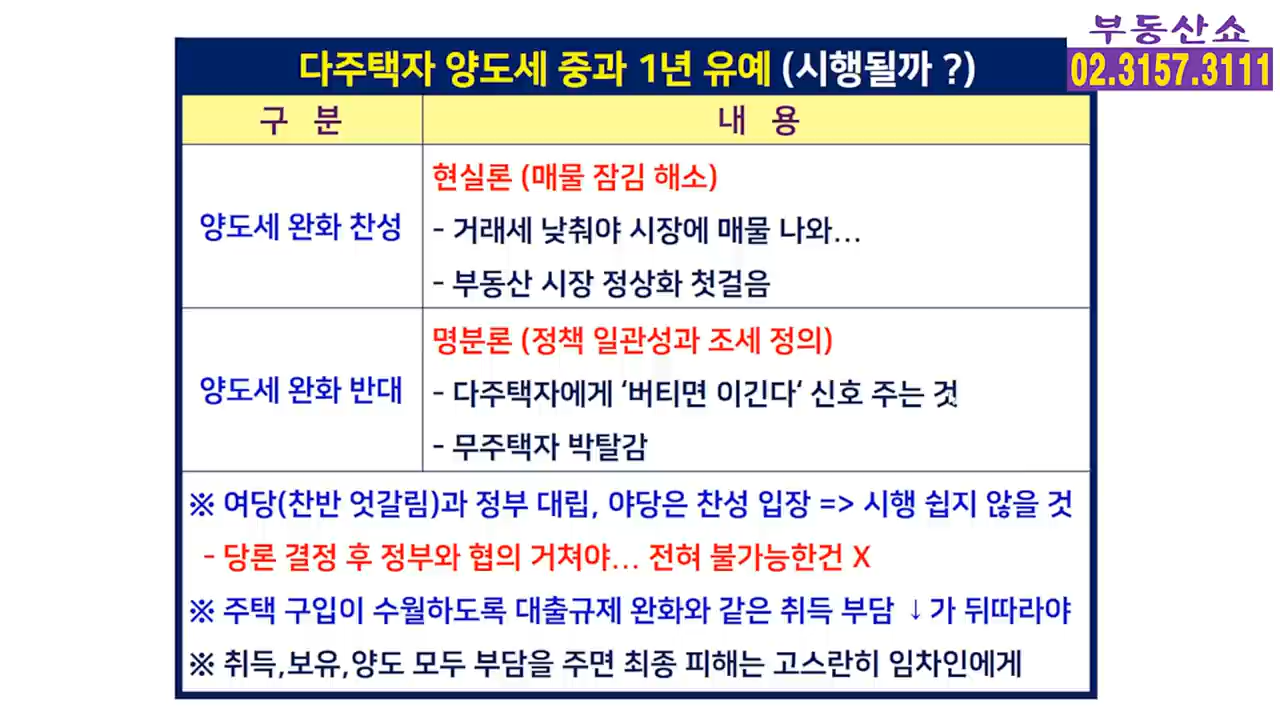 부동산쇼
02.3157.3111
다주택자 양도세 중과 1년 유예 (시행될까 ?)
구 분
내 용
양도세 완화 찬성
현실론 (매물 잠김 해소)
- 거래세 낮춰야 시장에 매물 나와...
- 부동산 시장 정상화 첫걸음
양도세 완화 반대
명분론 (정책 일관성과 조세 정의)
- 다주택자에게 ‘버티면 이긴다‘ 신호 주는 것
- 무주택자 박탈감
※ 여당(찬반 엇갈림)과 정부 대립, 야당은 찬성 입장 => 시행 쉽지 않을 것
- 당론 결정 후 정부와 협의 거쳐야... 전혀 불가능한건 X
※ 주택 구입이 수월하도록 대출규제 완화와 같은 취득 부담 ↓가 뒤따라야
※ 취득,보유,양도 모두 부담을 주면 최종 피해는 고스란히 임차인에게